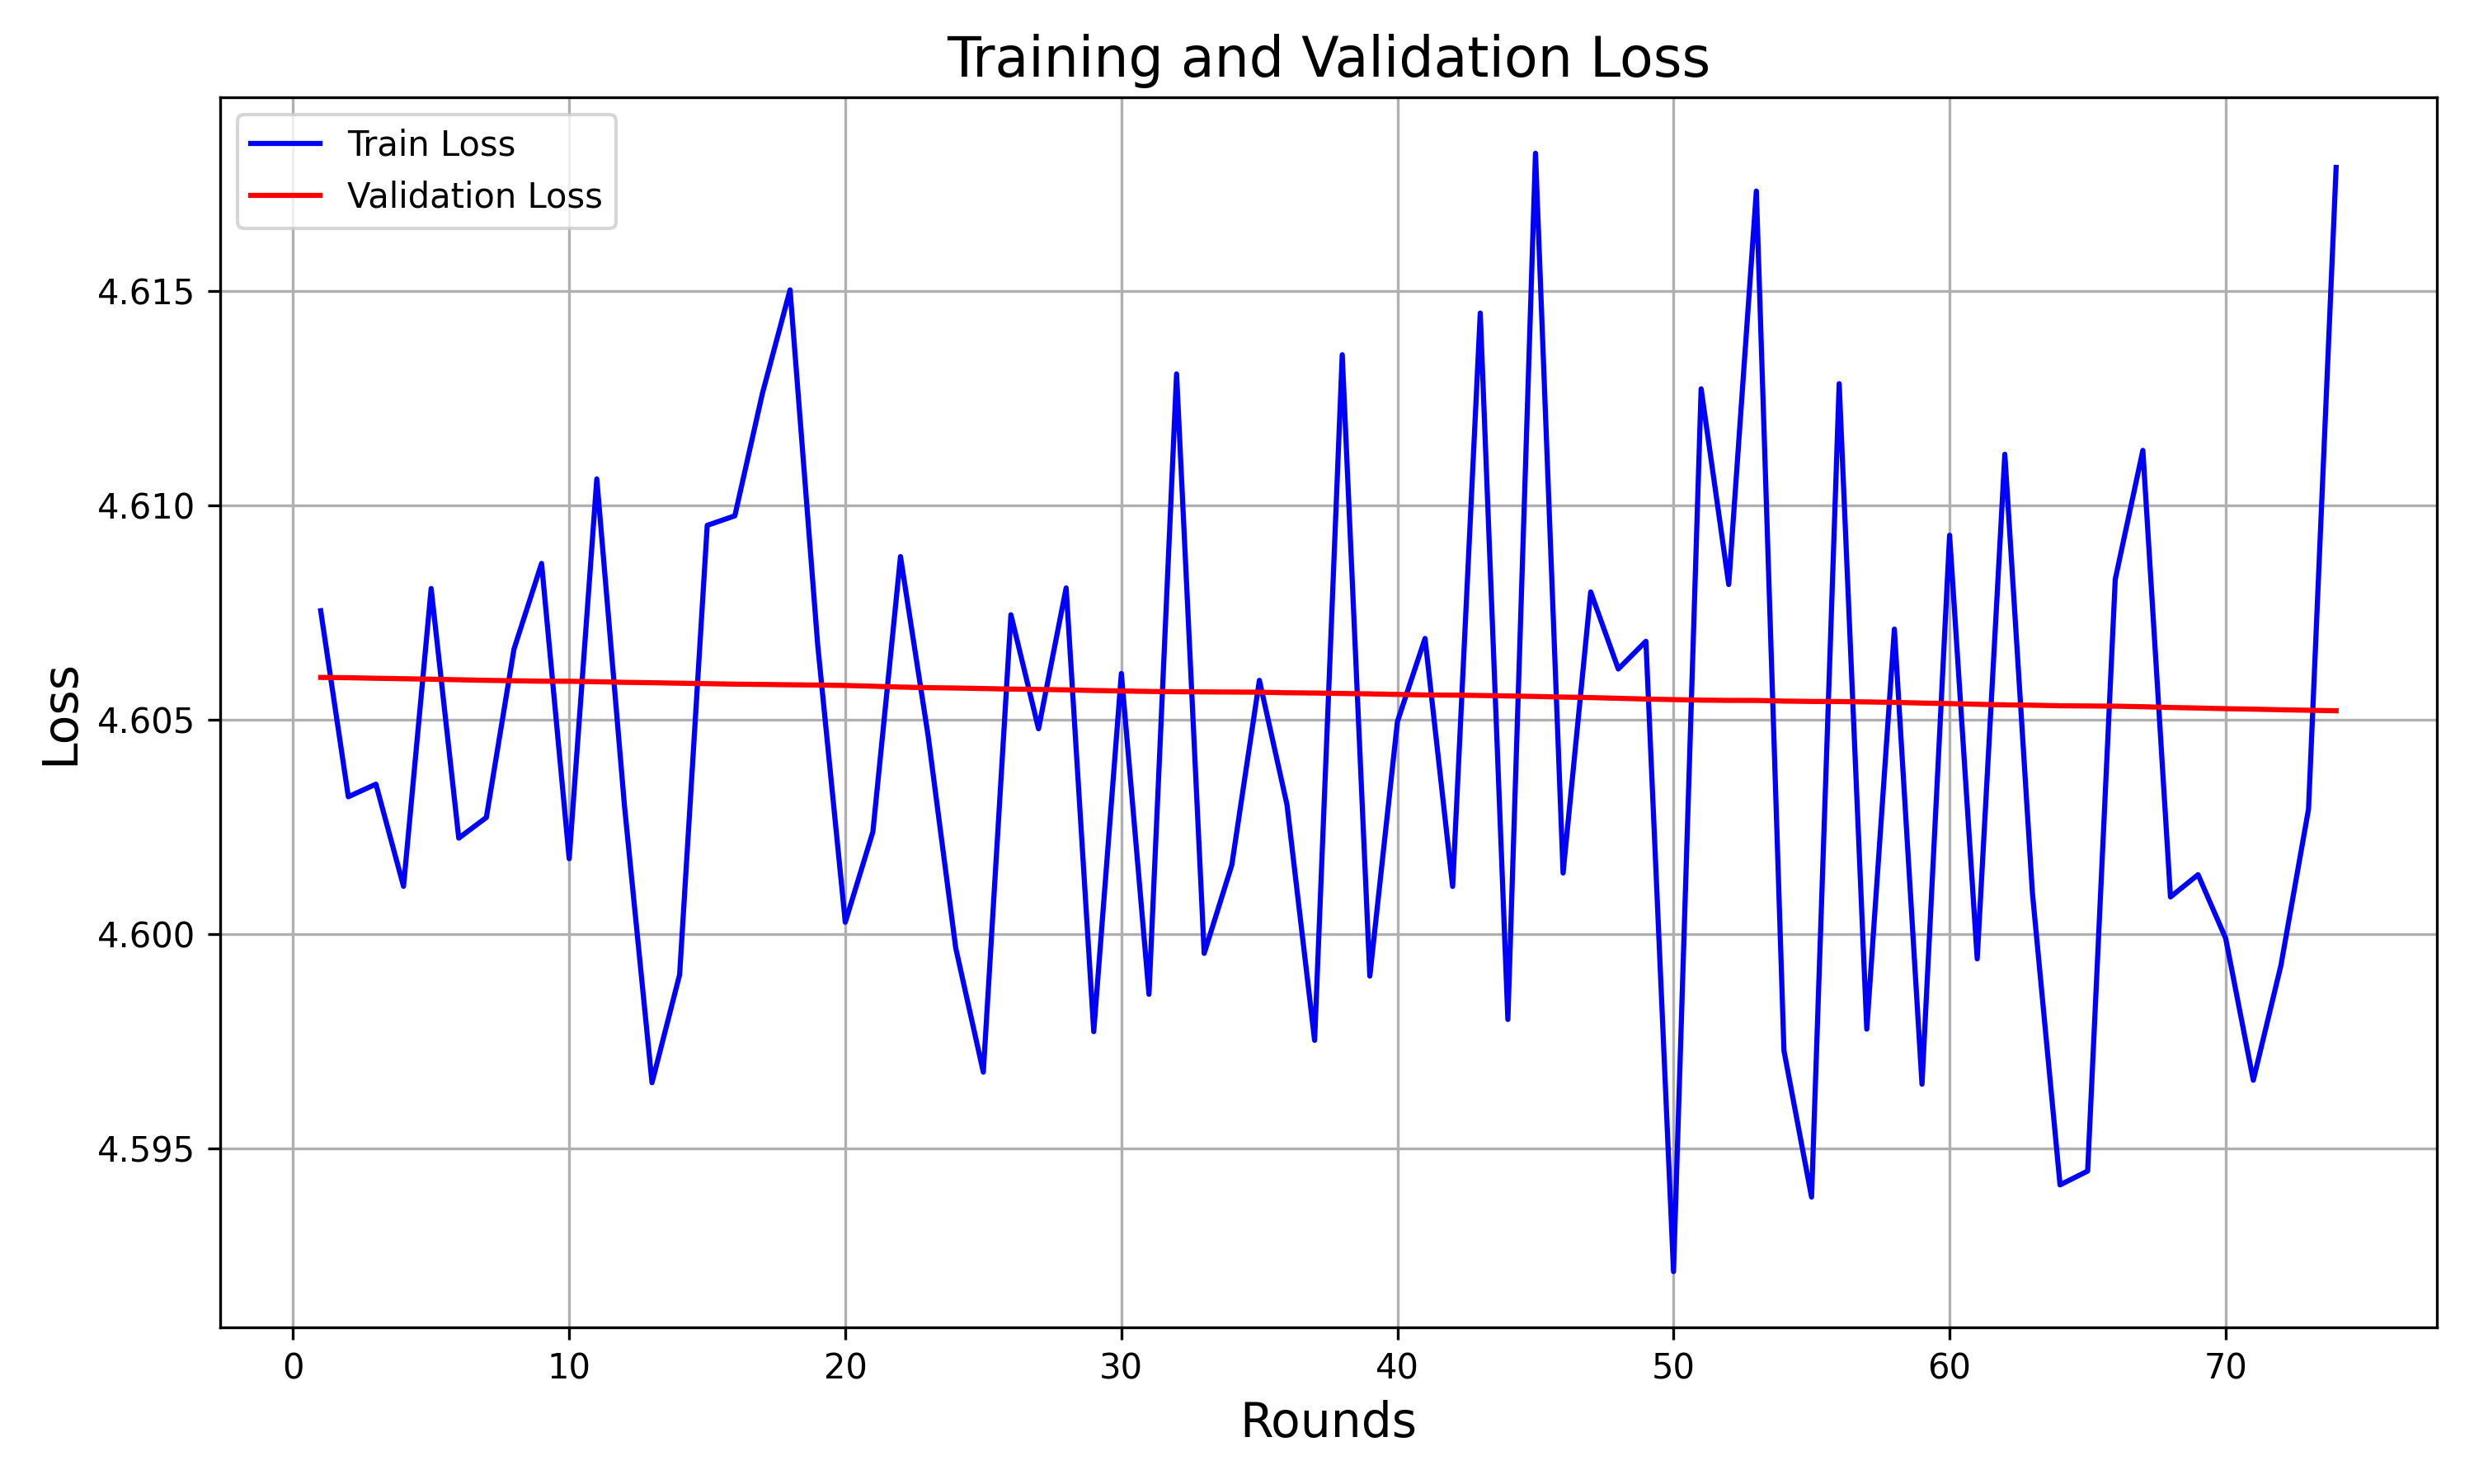 Training and Validation Loss
Train Loss
Validation Loss
4.615
4.610
4.605
4.600
4.595
Loss
0 10 20 30 40 50 60 70
Rounds